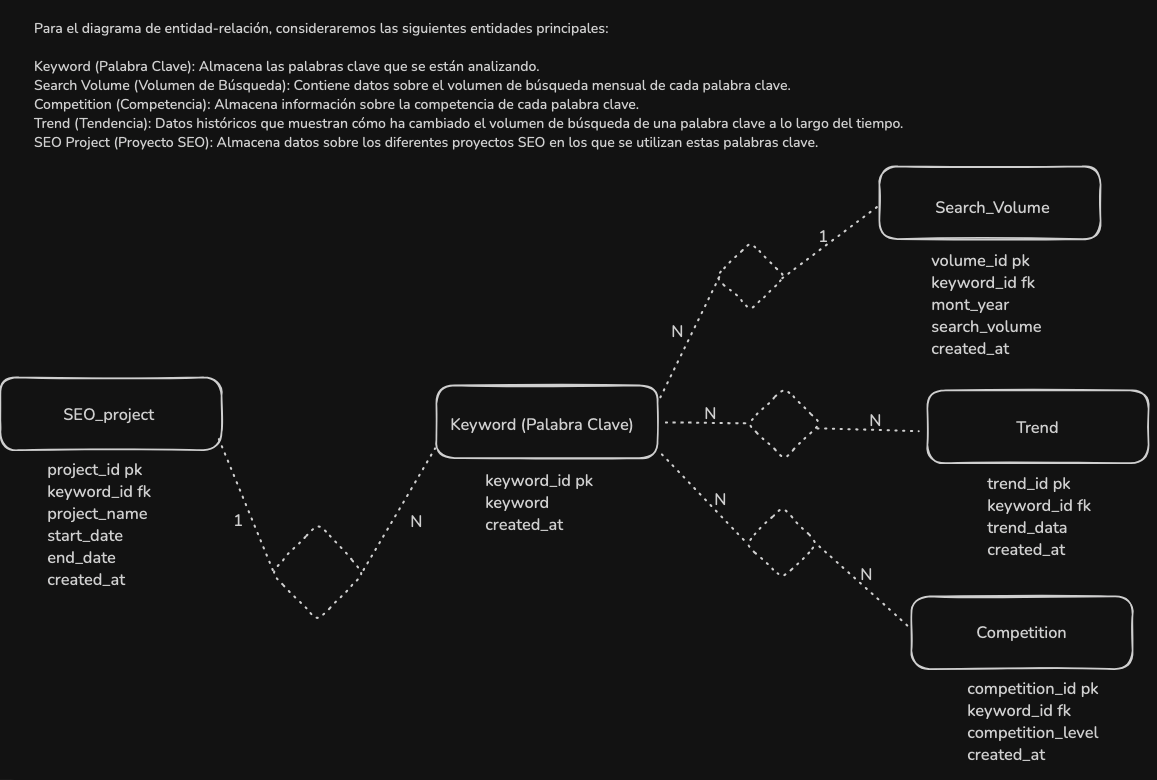 Para el diagrama de entidad-relación, consideraremos las siguientes entidades principales:
Keyword (Palabra Clave): Almacena las palabras clave que se están analizando.
Search Volume (Volumen de Búsqueda): Contiene datos sobre el volumen de búsqueda mensual de cada palabra clave.
Competition (Competencia): Almacena información sobre la competencia de cada palabra clave.
Trend (Tendencia): Datos históricos que muestran cómo ha cambiado el volumen de búsqueda de una palabra clave a lo largo del tiempo.
SEO Project (Proyecto SEO): Almacena datos sobre los diferentes proyectos SEO en los que se utilizan estas palabras clave.
Search_Volume
volume_id pk
keyword_id fk
mont_year
search_volume
created_at
1
N
SEO_project
project_id pk
keyword_id fk
project_name
start_date
end_date
created_at
1
N
Keyword (Palabra Clave)
keyword_id pk
keyword
created_at
N
N
Trend
trend_id pk
keyword_id fk
trend_data
created_at
N
N
Competition
competition_id pk
keyword_id fk
competition_level
created_at